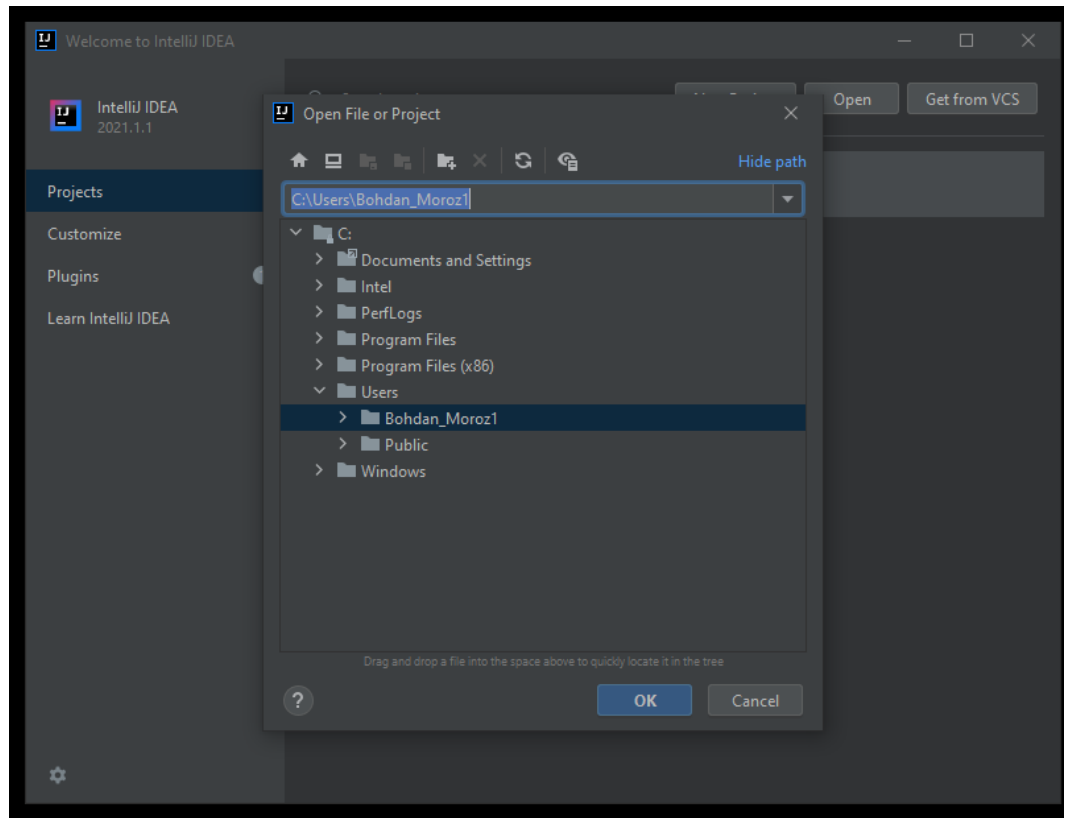 Welcome to IntelliJ IDEA
IntelliJ IDEA
2021.1.1
Open
Get from VCS
Projects
Customize
Plugins
Learn IntelliJ IDEA
Open File or Project
Hide path
C:\Users\Bohdan_Moroz1
C:
Documents and Settings
Intel
PerfLogs
Program Files
Program Files (x86)
Users
Bohdan_Moroz1
Public
Windows
Drag and drop a file into the space above to quickly locate it in the tree
?
OK
Cancel